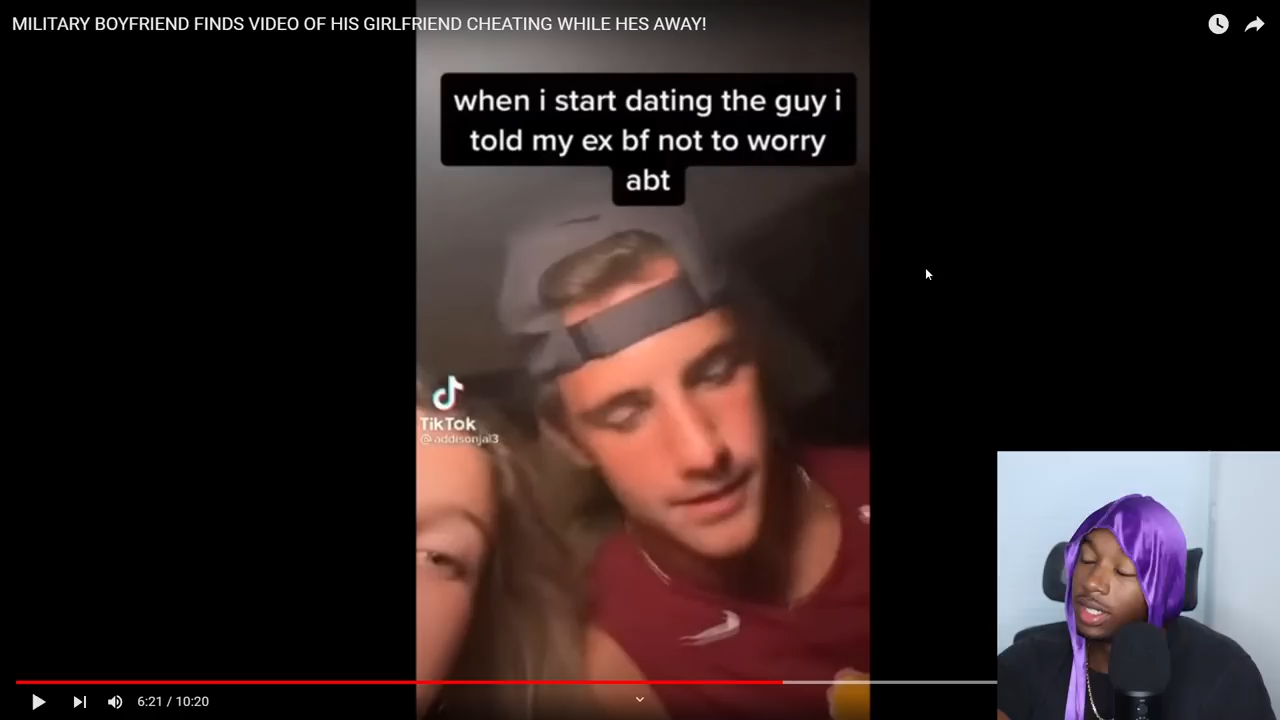 MILITARY BOYFRIEND FINDS VIDEO OF HIS GIRLFRIEND CHEATING WHILE HES AWAY!
when i start dating the guy i
told my ex bf not to worry
abt
TikTok
@addisonjal3
6:21 / 10:20